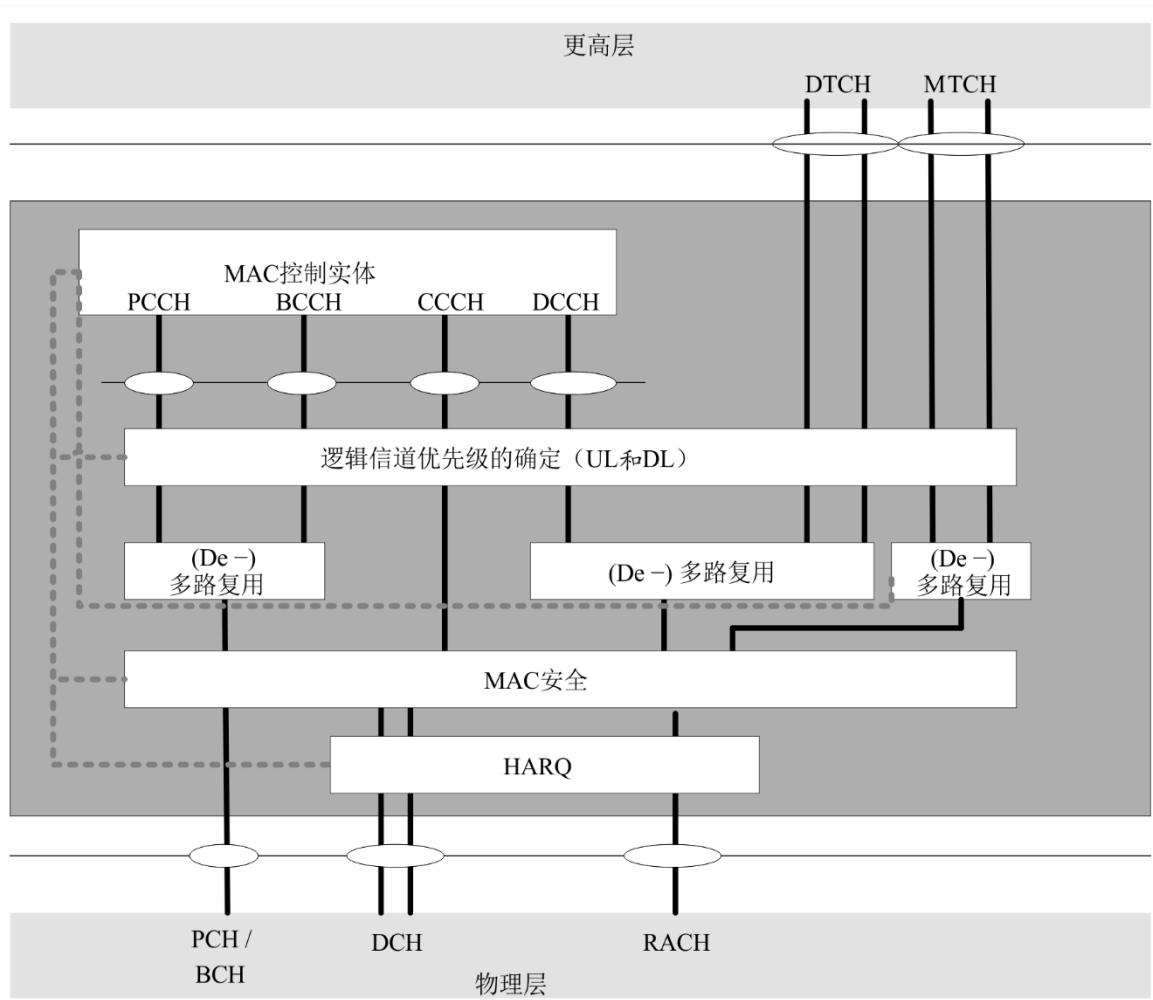 更高层
DTCH MTCH
MAC控制实体
PCCH BCCH CCCH DCCH
逻辑信道优先级的确定（UL和DL）
(De－)
多路复用
(De－) 多路复用
(De－)
多路复用
MAC安全
HARQ
PCH /
BCH
DCH
RACH
物理层